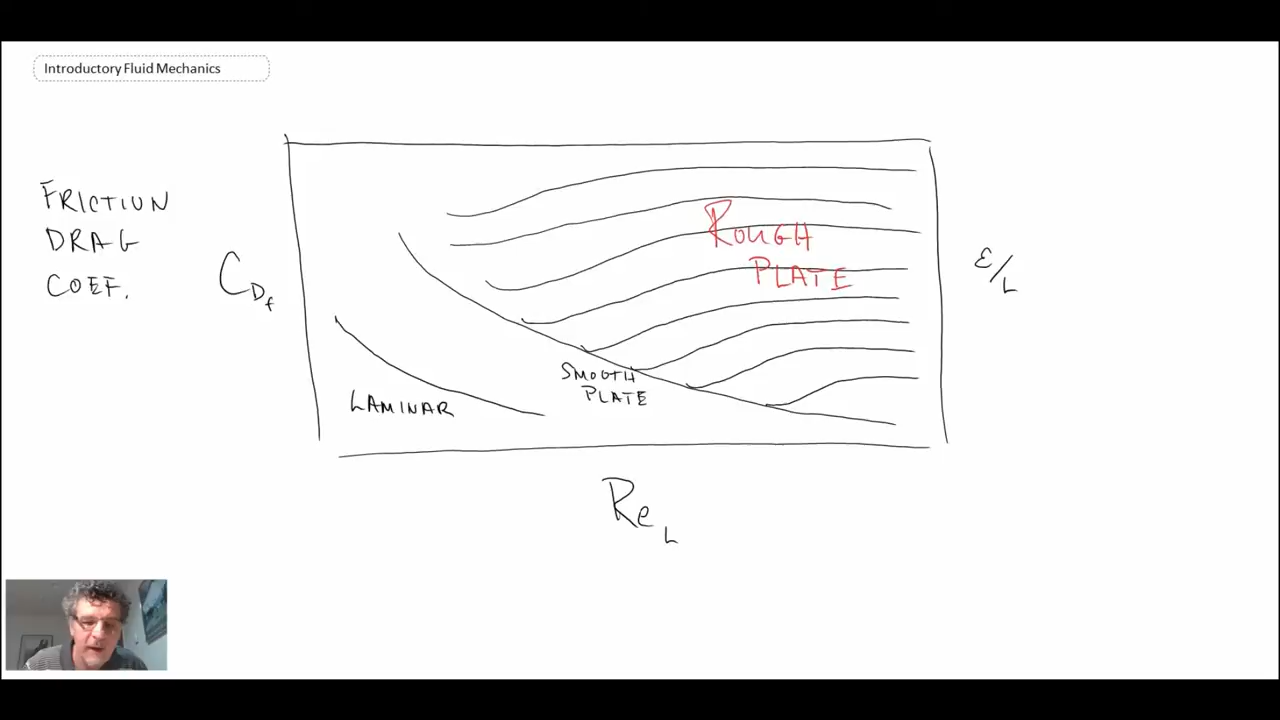 Introductory Fluid Mechanics
FRICTION
DRAG
COEF.
C_Df
ROUGH
PLATE
ε/L
SMOOTH
PLATE
LAMINAR
Re_L